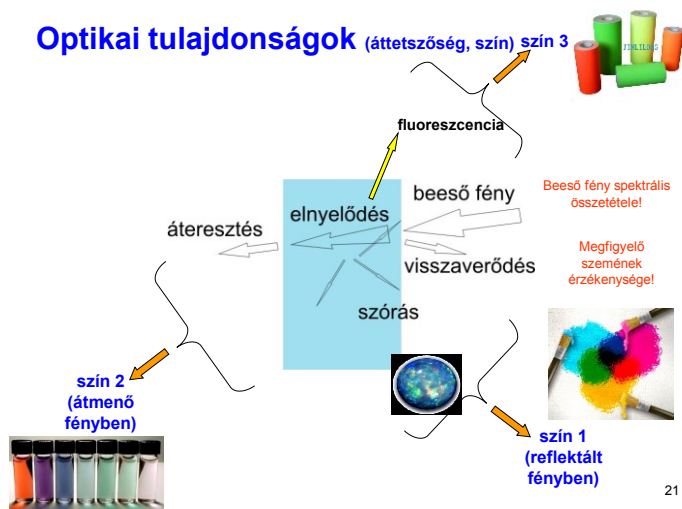 Optikai tulajdonságok (áttetszőség, szín) szín 3
fluoreszcencia
beeső fény
Beeső fény spektrális
összetétele!
elnyelődés
áteresztés
visszaverődés
Megfigyelő
szemének
érzékenysége!
szórás
szín 2
(átmenő
fényben)
szín 1
(reflektált
fényben)
21